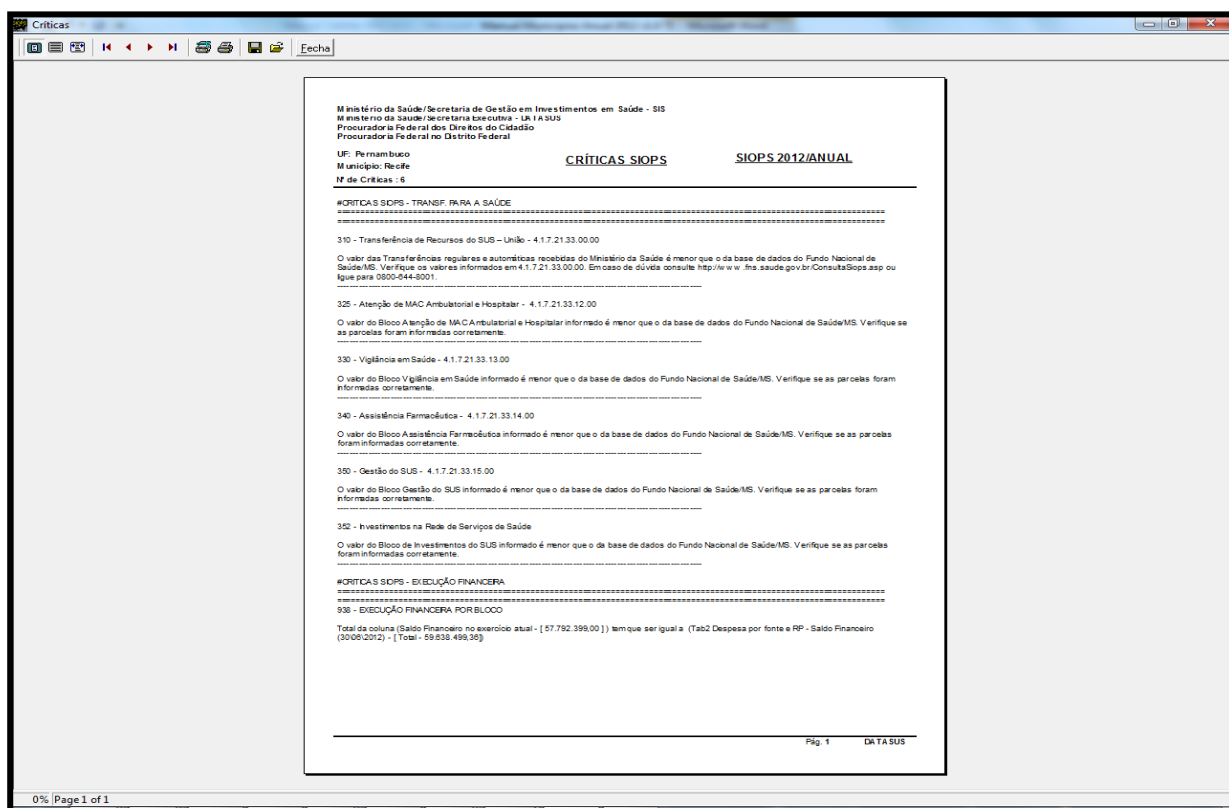 Críticas
Fecha
Ministério da Saúde/Secretaria de Gestão em Investimentos em Saúde - SIS
Ministério da Saúde/Secretaria Executiva - DATASUS
Procuradoria Federal dos Direitos do Cidadão
Procuradoria Federal no Distrito Federal
UF: Pernambuco
Município: Recife
Nº de Críticas : 6
CRÍTICAS SIOPS
SIOPS 2012/ANUAL
#CRITICAS SIOPS - TRANSF. PARA A SAÚDE
310 - Transferência de Recursos do SUS – União - 4.1.7.21.33.00.00
O valor das Transferências regulares e automáticas recebidas do Ministério da Saúde é menor que o da base de dados do Fundo Nacional de
Saúde/MS. Verifique os valores informados em 4.1.7.21.33.00.00. Em caso de dúvida consulte http://www.fns.saude.gov.br/ConsultaSiops.asp ou
ligue para 0800-644-8001.
325 - Atenção de MAC Ambulatorial e Hospitalar - 4.1.7.21.33.12.00
O valor do Bloco Atenção de MAC Ambulatorial e Hospitalar informado é menor que o da base de dados do Fundo Nacional de Saúde/MS. Verifique se
as parcelas foram informadas corretamente.
330 - Vigilância em Saúde - 4.1.7.21.33.13.00
O valor do Bloco Vigilância em Saúde informado é menor que o da base de dados do Fundo Nacional de Saúde/MS. Verifique se as parcelas foram
informadas corretamente.
340 - Assistência Farmacêutica - 4.1.7.21.33.14.00
O valor do Bloco Assistência Farmacêutica informado é menor que o da base de dados do Fundo Nacional de Saúde/MS. Verifique se as parcelas
foram informadas corretamente.
350 - Gestão do SUS - 4.1.7.21.33.15.00
O valor do Bloco Gestão do SUS informado é menor que o da base de dados do Fundo Nacional de Saúde/MS. Verifique se as parcelas foram
informadas corretamente.
352 - Investimentos na Rede de Serviços de Saúde
O valor do Bloco de Investimentos do SUS informado é menor que o da base de dados do Fundo Nacional de Saúde/MS. Verifique se as parcelas
foram informadas corretamente.
#CRITICAS SIOPS - EXECUÇÃO FINANCEIRA
938 - EXECUÇÃO FINANCEIRA POR BLOCO
Total da coluna (Saldo Financeiro no exercício atual - [ 57.792.399,00 ] ) tem que ser igual a (Tab2 Despesa por fonte e RP - Saldo Financeiro
(30\06\2012) - [ Total - 59.638.499,36])
Pág. 1
DATASUS
0% Page 1 of 1